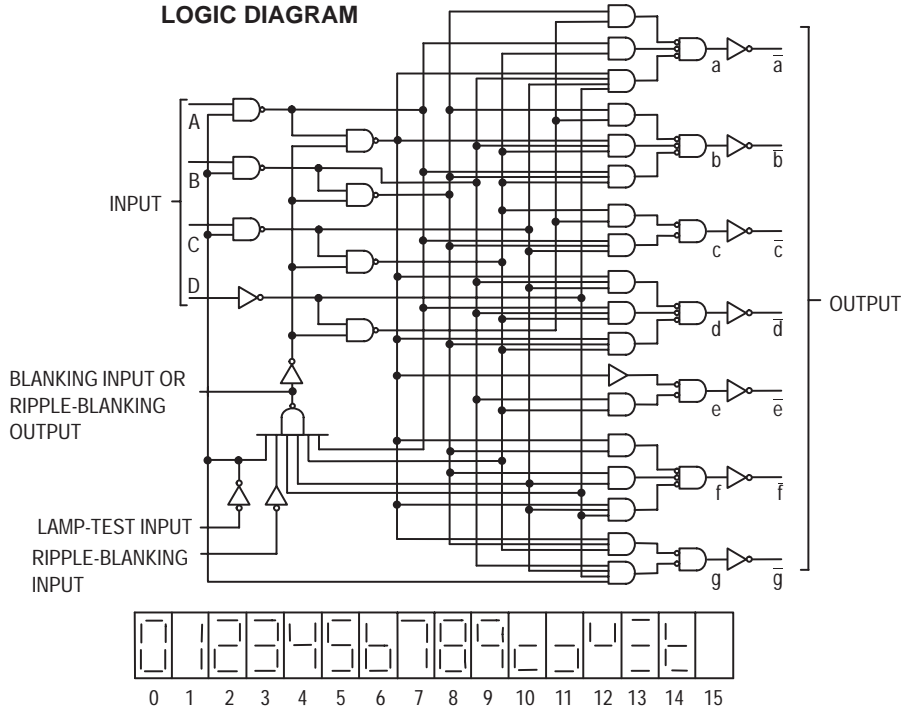 LOGIC DIAGRAM
a
a̅
A
b
b̅
B
INPUT
c
c̅
C
D
d
d̅
OUTPUT
BLANKING INPUT OR
RIPPLE-BLANKING
OUTPUT
e
e̅
f
f̅
LAMP-TEST INPUT
RIPPLE-BLANKING
INPUT
g
g̅
0 1 2 3 4 5 6 7 8 9 10 11 12 13 14 15